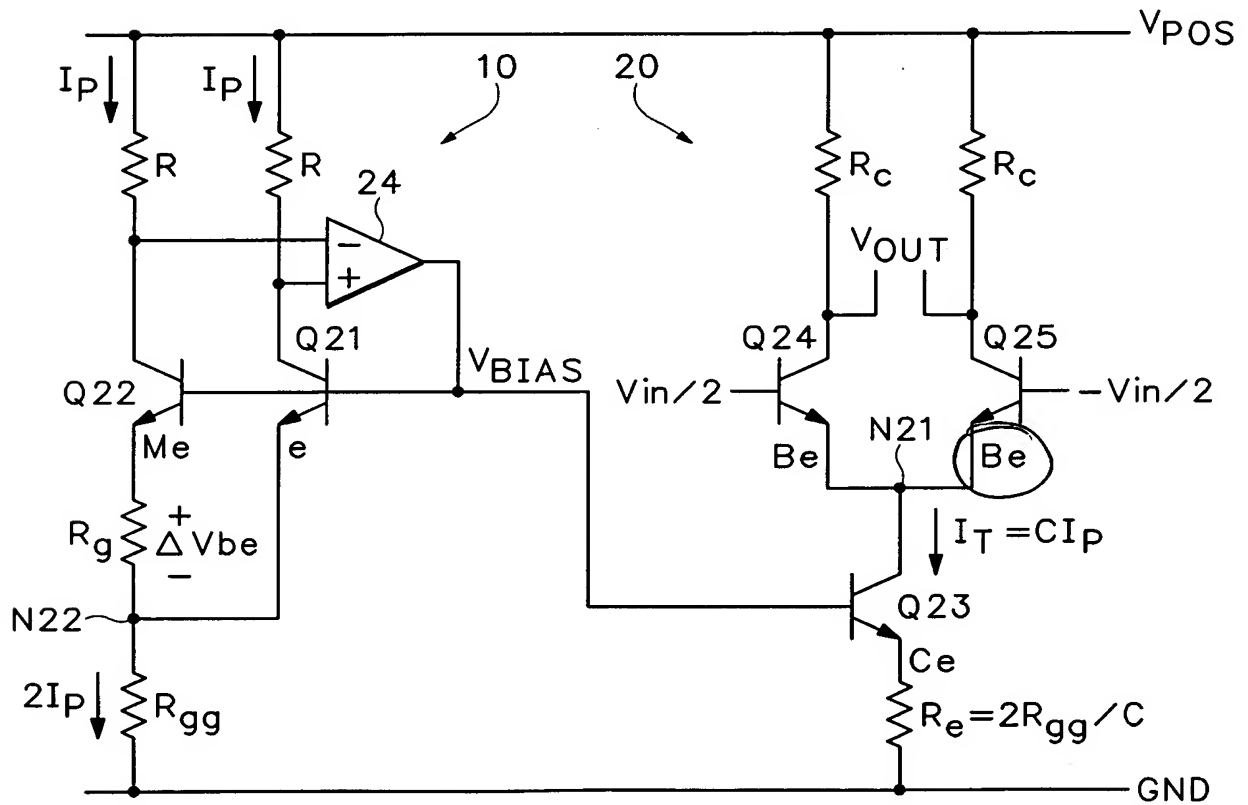 VPOS
IP
IP
10
20
R
R
Rc
Rc
24
VOUT
−
+
Q21
Q24
Q25
VBIAS
Q22
Vin/2
−Vin/2
Me
e
N21
Be
Be
Rg
+
ΔVbe
−
IT=CIP
Q23
N22
Ce
2IP
Rgg
Re=2Rgg/C
GND